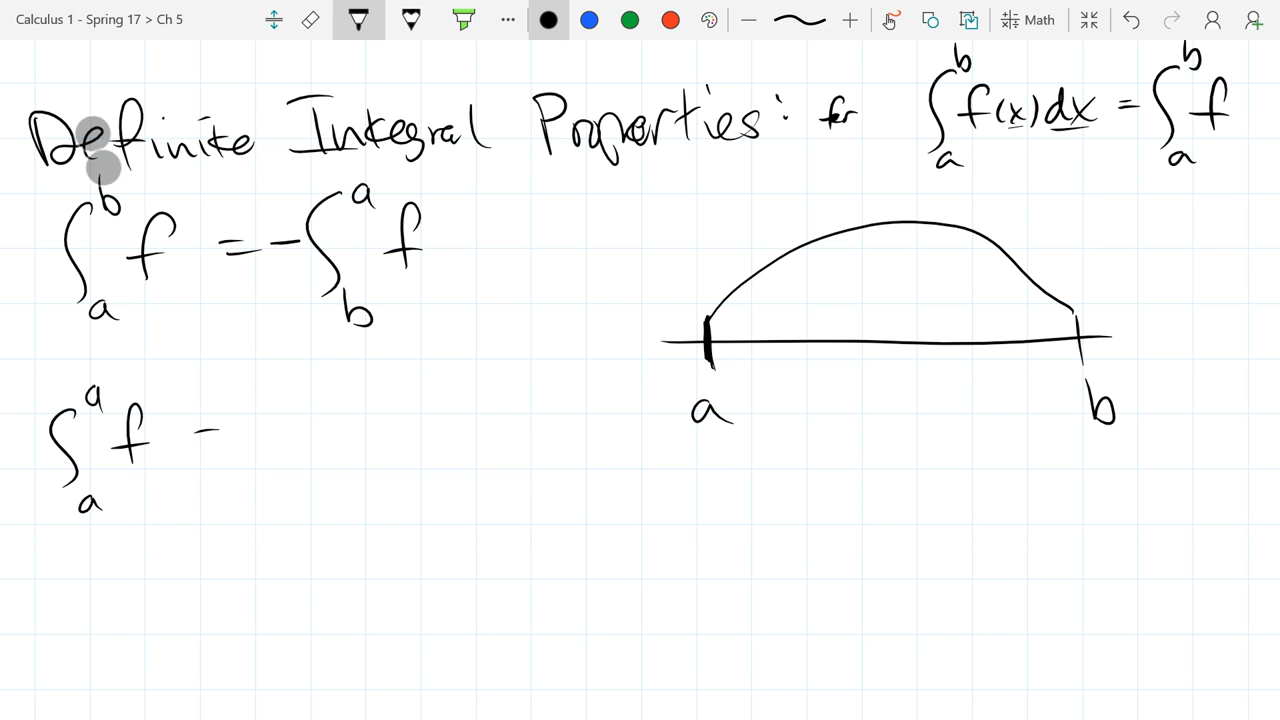 Calculus 1 - Spring 17 > Ch 5
Math
Definite Integral Properties: for ∫_a^b f(x)dx = ∫_a^b f
∫_a^b f = -∫_b^a f
∫_a^a f -
a b